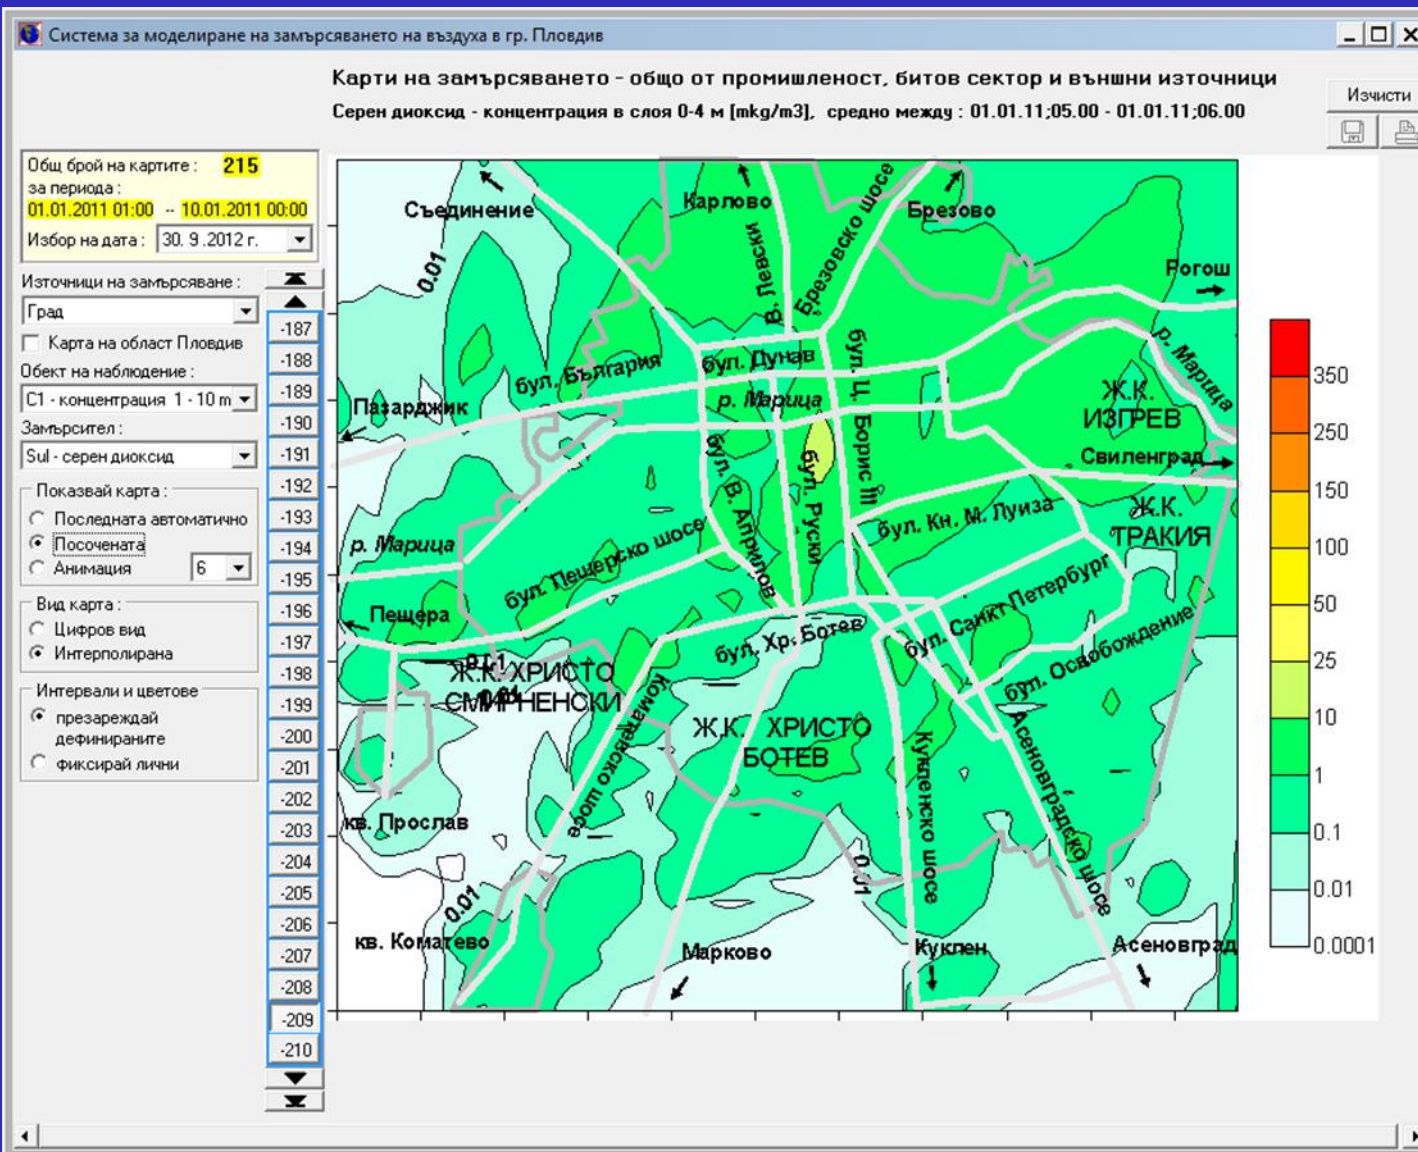 Система за моделиране на замърсяването на въздуха в гр. Пловдив
Карти на замърсяването - общо от промишленост, битов сектор и външни източници
Серен диоксид - концентрация в слоя 0-4 м [mkg/m3], средно между : 01.01.11;05.00 - 01.01.11;06.00
Изчисти
Общ брой на картите : 215
за периода :
01.01.2011 01:00 -- 10.01.2011 00:00
Избор на дата : 30. 9 .2012 г.
Източници на замърсяване :
Град
Карта на област Пловдив
Обект на наблюдение :
C1 - концентрация 1 - 10 m
Замърсител :
Sul - серен диоксид
Показвай карта :
Последната автоматично
Посочената
Анимация 6
Вид карта :
Цифров вид
Интерполирана
Интервали и цветове
презареждай
дефинираните
фиксирай лични
-187
-188
-189
-190
-191
-192
-193
-194
-195
-196
-197
-198
-199
-200
-201
-202
-203
-204
-205
-206
-207
-208
-209
-210
Съединение
Карлово
Брезово
Рогош
0.01
В. Левски
Брезовско шосе
р. Марица
бул. България
бул. Дунав
бул. Ц. Борис III
Пазарджик
р. Марица
Ж.К.
ИЗГРЕВ
Свиленград
бул. В. Априлов
бул. Руски
бул. Кн. М. Луиза
Ж.К.
ТРАКИЯ
р. Марица
бул. Пещерско шосе
Пещера
бул. Хр. Ботев
бул. Санкт Петербург
бул. Освобождение
0.01
Ж.К. ХРИСТО
0.01
СМИРНЕНСКИ
Коматевско шосе
Ж.К. ХРИСТО
БОТЕВ
Кукленско шосе
Асеновградско шосе
кв. Прослав
0.01
0.01
кв. Коматево
Марково
Куклен
Асеновград
350
250
150
100
50
25
10
1
0.1
0.01
0.0001